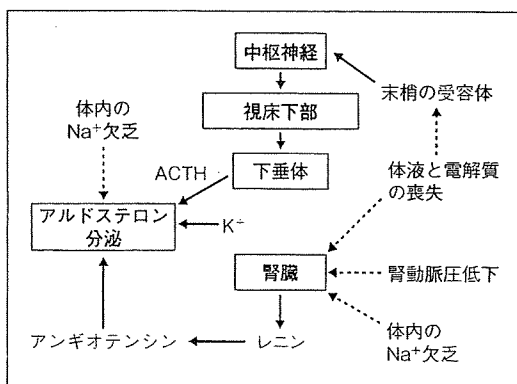 中枢神経
末梢の受容体
視床下部
体内の
Na⁺欠乏
下垂体
ACTH
体液と電解質
の喪失
アルドステロン
分泌
K⁺
腎臓
腎動脈圧低下
体内の
Na⁺欠乏
アンギオテンシン
レニン